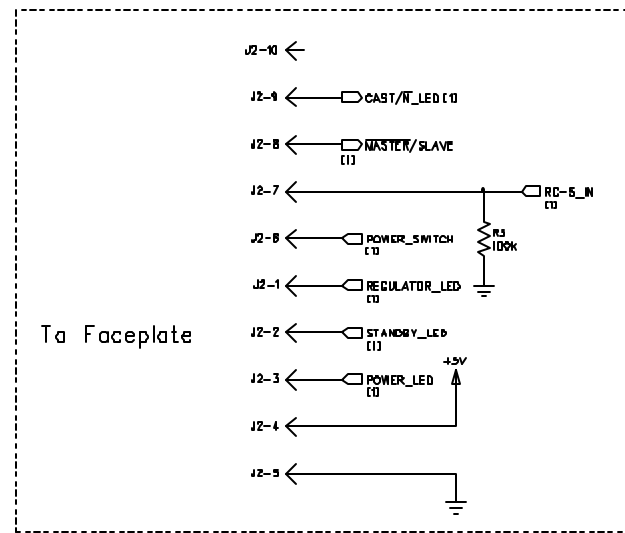 J2-10
J2-9
CAST/N_LED [1]
J2-8
MASTER/SLAVE
[1]
J2-7
RC-5_IN
[1]
R3
100K
J2-6
POWER_SWITCH
[1]
J2-1
REGULATOR_LED
[1]
To Faceplate
J2-2
STANDBY_LED
[1]
+5V
J2-3
POWER_LED
[1]
J2-4
J2-5